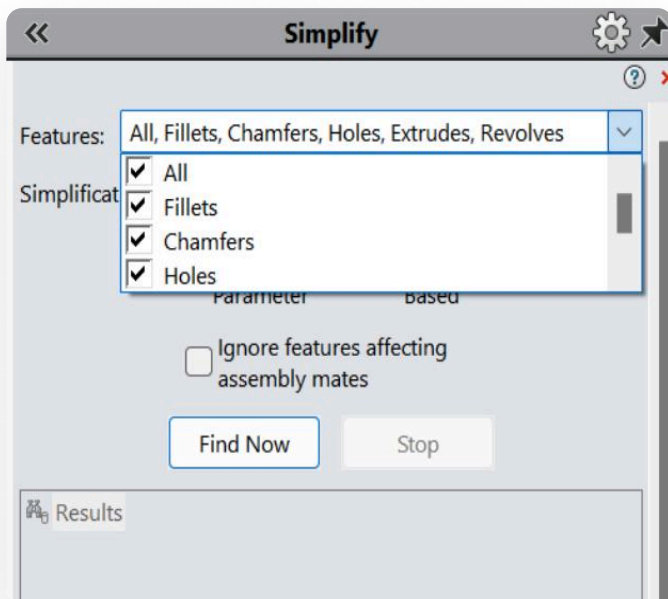 Simplify
Features: All, Fillets, Chamfers, Holes, Extrudes, Revolves
All
Simplificat
Fillets
Chamfers
Holes
Parameter Based
Ignore features affecting
assembly mates
Find Now Stop
Results